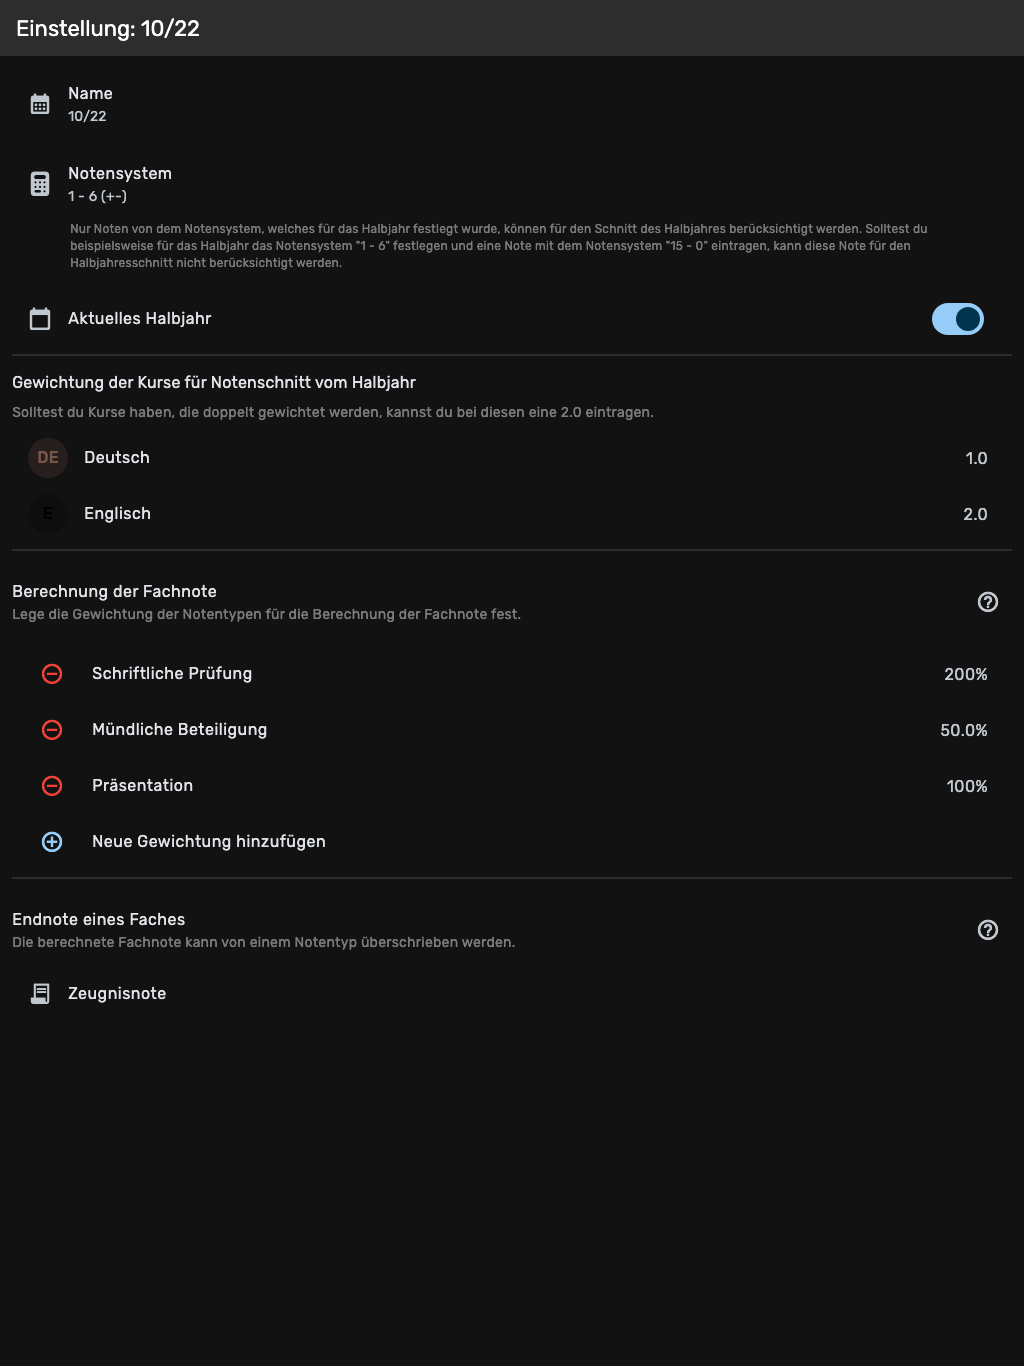 Einstellung: 10/22
Name
10/22
Notensystem
1 - 6 (+-)
Nur Noten von dem Notensystem, welches für das Halbjahr festlegt wurde, können für den Schnitt des Halbjahres berücksichtigt werden. Solltest du
beispielsweise für das Halbjahr das Notensystem "1 - 6" festlegen und eine Note mit dem Notensystem "15 - 0" eintragen, kann diese Note für den
Halbjahresschnitt nicht berücksichtigt werden.
Aktuelles Halbjahr
Gewichtung der Kurse für Notenschnitt vom Halbjahr
Solltest du Kurse haben, die doppelt gewichtet werden, kannst du bei diesen eine 2.0 eintragen.
DE Deutsch 1.0
E Englisch 2.0
Berechnung der Fachnote
Lege die Gewichtung der Notentypen für die Berechnung der Fachnote fest.
Schriftliche Prüfung 200%
Mündliche Beteiligung 50.0%
Präsentation 100%
Neue Gewichtung hinzufügen
Endnote eines Faches
Die berechnete Fachnote kann von einem Notentyp überschrieben werden.
Zeugnisnote